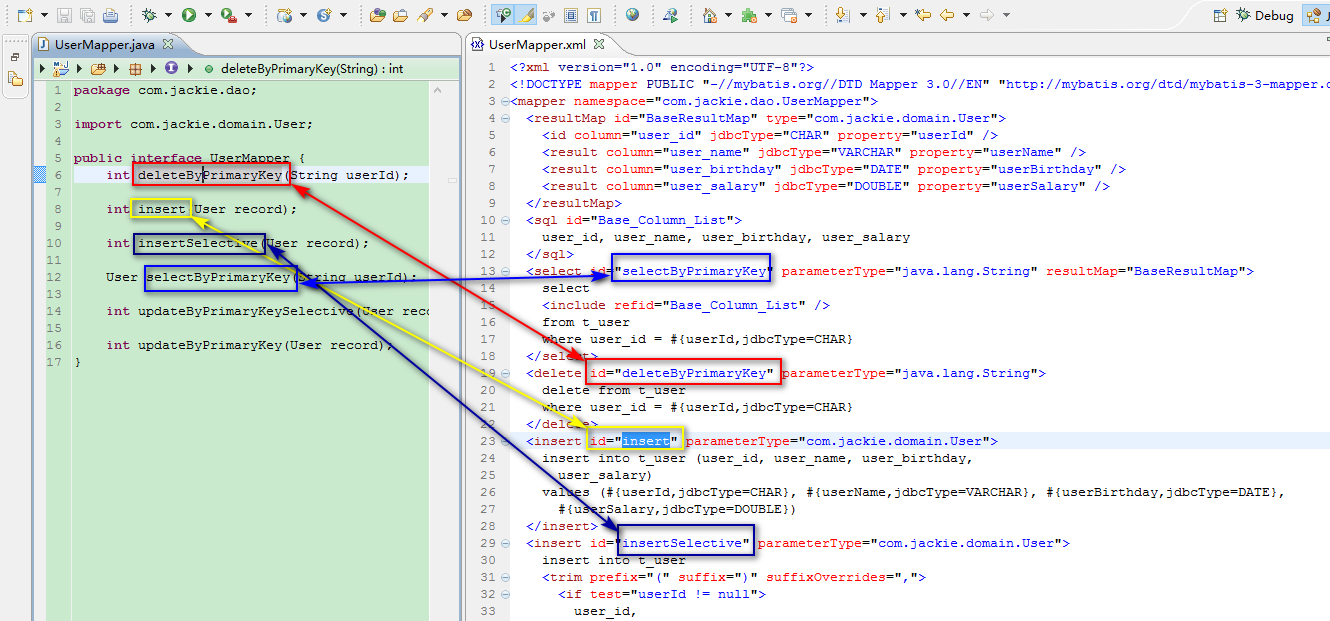 Debug
J
UserMapper.java
deleteByPrimaryKey(String) : int
1 package com.jackie.dao;
2
3 import com.jackie.domain.User;
4
5 public interface UserMapper {
6 int deleteByPrimaryKey(String userId);
7
8 int insert(User record);
9
10 int insertSelective(User record);
11
12 User selectByPrimaryKey(String userId);
13
14 int updateByPrimaryKeySelective(User reco
15
16 int updateByPrimaryKey(User record);
17 }
UserMapper.xml
1 <?xml version="1.0" encoding="UTF-8"?>
2 <!DOCTYPE mapper PUBLIC "-//mybatis.org//DTD Mapper 3.0//EN" "http://mybatis.org/dtd/mybatis-3-mapper.d
3 <mapper namespace="com.jackie.dao.UserMapper">
4 <resultMap id="BaseResultMap" type="com.jackie.domain.User">
5 <id column="user_id" jdbcType="CHAR" property="userId" />
6 <result column="user_name" jdbcType="VARCHAR" property="userName" />
7 <result column="user_birthday" jdbcType="DATE" property="userBirthday" />
8 <result column="user_salary" jdbcType="DOUBLE" property="userSalary" />
9 </resultMap>
10 <sql id="Base_Column_List">
11 user_id, user_name, user_birthday, user_salary
12 </sql>
13 <select id="selectByPrimaryKey" parameterType="java.lang.String" resultMap="BaseResultMap">
14 select
15 <include refid="Base_Column_List" />
16 from t_user
17 where user_id = #{userId,jdbcType=CHAR}
18 </select>
19 <delete id="deleteByPrimaryKey" parameterType="java.lang.String">
20 delete from t_user
21 where user_id = #{userId,jdbcType=CHAR}
22 </delete>
23 <insert id="insert" parameterType="com.jackie.domain.User">
24 insert into t_user (user_id, user_name, user_birthday,
25 user_salary)
26 values (#{userId,jdbcType=CHAR}, #{userName,jdbcType=VARCHAR}, #{userBirthday,jdbcType=DATE},
27 #{userSalary,jdbcType=DOUBLE})
28 </insert>
29 <insert id="insertSelective" parameterType="com.jackie.domain.User">
30 insert into t_user
31 <trim prefix="(" suffix=")" suffixOverrides=",">
32 <if test="userId != null">
33 user_id,